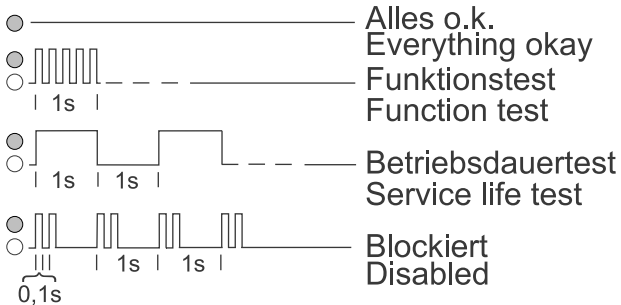 Alles o.k.
Everything okay
Funktionstest
1s
Function test
Betriebsdauertest
1s 1s
Service life test
Blockiert
1s 1s
Disabled
0,1s